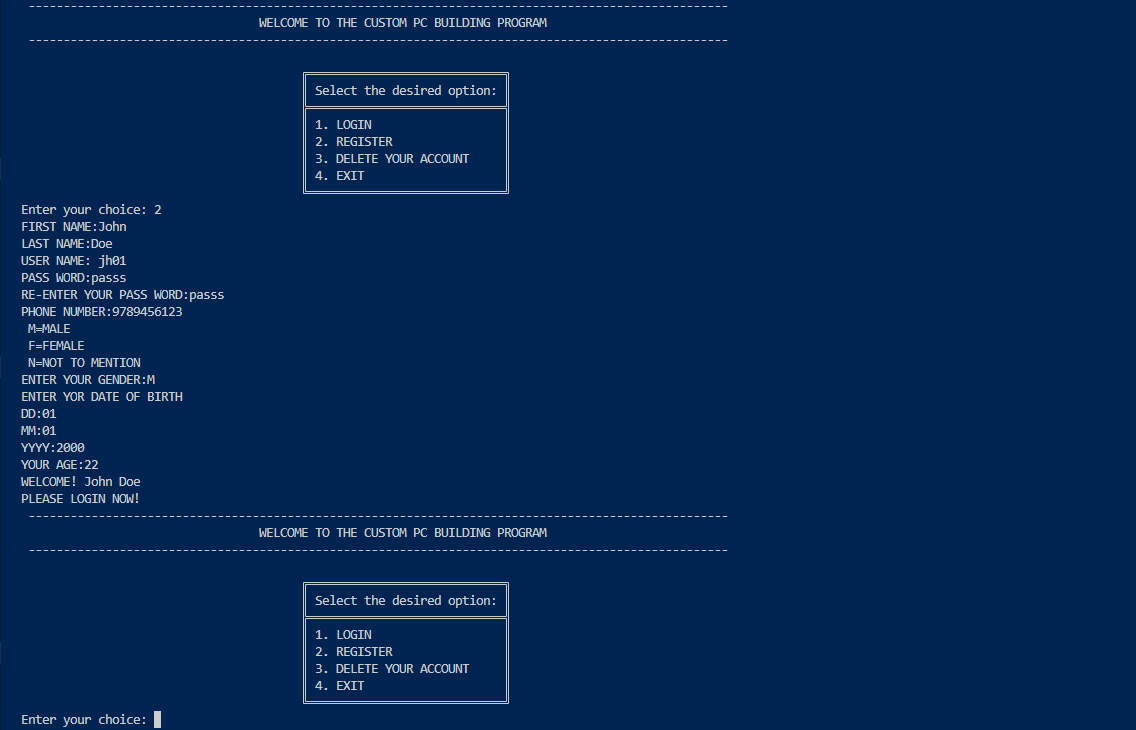 ----------------------------------------------------------------------------------------------------
WELCOME TO THE CUSTOM PC BUILDING PROGRAM
----------------------------------------------------------------------------------------------------
Select the desired option:
1. LOGIN
2. REGISTER
3. DELETE YOUR ACCOUNT
4. EXIT
Enter your choice: 2
FIRST NAME:John
LAST NAME:Doe
USER NAME: jh01
PASS WORD:passs
RE-ENTER YOUR PASS WORD:passs
PHONE NUMBER:9789456123
M=MALE
F=FEMALE
N=NOT TO MENTION
ENTER YOUR GENDER:M
ENTER YOR DATE OF BIRTH
DD:01
MM:01
YYYY:2000
YOUR AGE:22
WELCOME! John Doe
PLEASE LOGIN NOW!
----------------------------------------------------------------------------------------------------
WELCOME TO THE CUSTOM PC BUILDING PROGRAM
----------------------------------------------------------------------------------------------------
Select the desired option:
1. LOGIN
2. REGISTER
3. DELETE YOUR ACCOUNT
4. EXIT
Enter your choice: